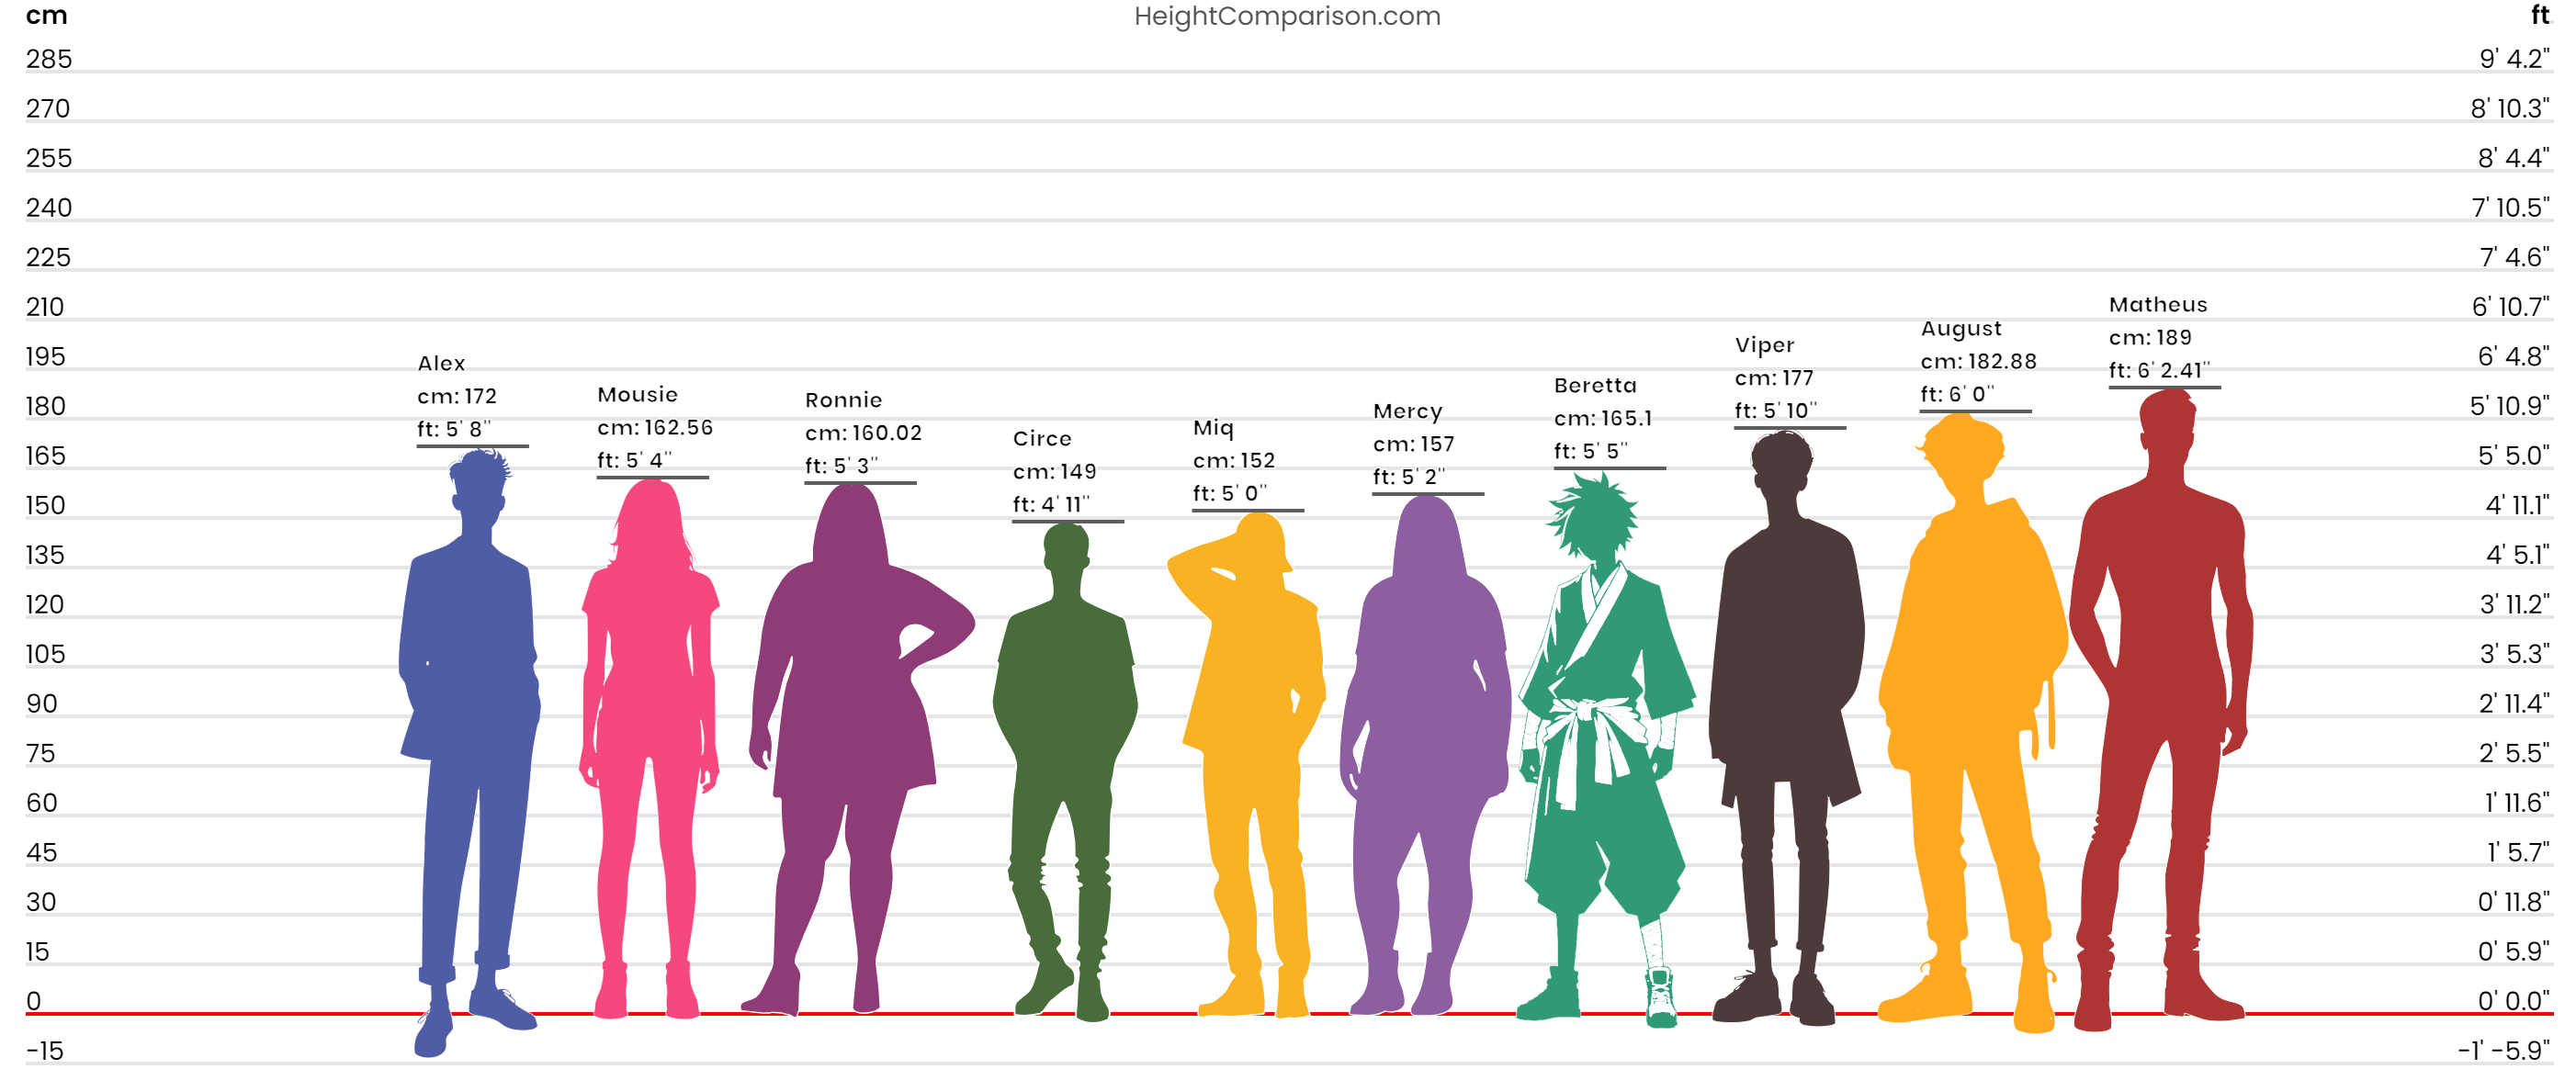 cm
HeightComparison.com
ft
285
9' 4.2"
270
8' 10.3"
255
8' 4.4"
240
7' 10.5"
225
7' 4.6"
210
6' 10.7"
195
6' 4.8"
180
5' 10.9"
165
5' 5.0"
150
4' 11.1"
135
4' 5.1"
120
3' 11.2"
105
3' 5.3"
90
2' 11.4"
75
2' 5.5"
60
1' 11.6"
45
1' 5.7"
30
0' 11.8"
15
0' 5.9"
0
0' 0.0"
-15
-1' -5.9"
Alex
cm: 172
ft: 5' 8"
Mousie
cm: 162.56
ft: 5' 4"
Ronnie
cm: 160.02
ft: 5' 3"
Circe
cm: 149
ft: 4' 11"
Miq
cm: 152
ft: 5' 0"
Mercy
cm: 157
ft: 5' 2"
Beretta
cm: 165.1
ft: 5' 5"
Viper
cm: 177
ft: 5' 10"
August
cm: 182.88
ft: 6' 0"
Matheus
cm: 189
ft: 6' 2.41"